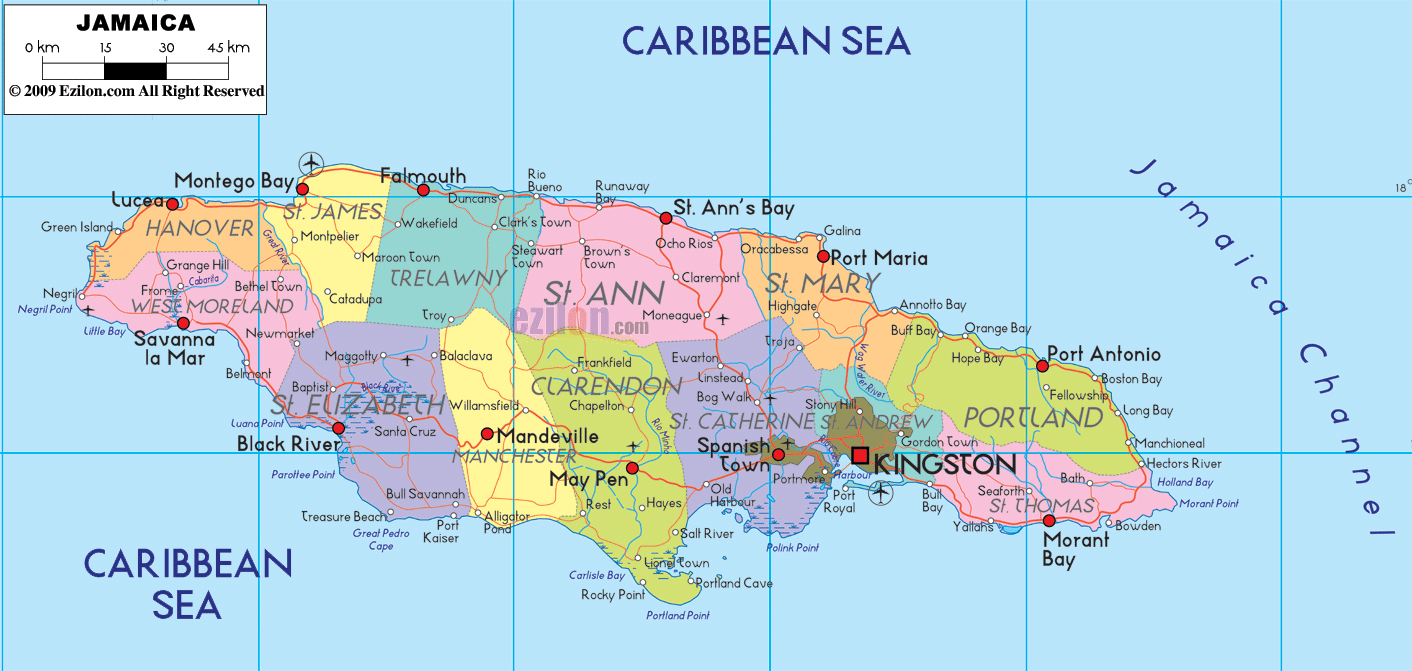 JAMAICA
0 km 15 30 45 km
© 2009 Ezilon.com All Right Reserved
CARIBBEAN SEA
Jamaica Channel
18°
Montego Bay
Falmouth
Rio
Bueno
Runaway
Bay
Lucea
Duncans
St. Ann's Bay
St. JAMES
Green Island
HANOVER
Wakefield
Clark's Town
Galina
Montpelier
Great River
Ocho Rios
Oracabessa
Stewart
Town
Brown's
Town
Maroon Town
Port Maria
Grange Hill
Cabarita
TRELAWNY
Claremont
St. MARY
Frome
Bethel Town
Catadupa
St. ANN
Negril
Negril Point
WEST MORELAND
Highgate
Annotto Bay
Troy
ezilon.com
Moneague
Little Bay
Savanna
la Mar
Newmarket
Buff Bay
Orange Bay
Troja
Hope Bay
Port Antonio
Maggotty
Balaclava
Frankfield
Ewarton
Wag Water River
Belmont
Baptist
Black River
CLARENDON
Linstead
Boston Bay
Fellowship
St. ELIZABETH
Willamsfield
Chapelton
Bog Walk
Stony Hill
Long Bay
PORTLAND
Luana Point
Santa Cruz
Rio Minho
St. CATHERINE
St. ANDREW
Black River
Mandeville
MANCHESTER
Spanish
Town
Rio Cobre
Gordon Town
Manchioneal
KINGSTON
Hectors River
Parottee Point
May Pen
Portmore
Harbour
Bath
Holland Bay
Bull Savannah
Old
Harbour
Port
Royal
Bull
Bay
Seaforth
St. THOMAS
Morant Point
Treasure Beach
Port
Kaiser
Alligator
Pond
Rest
Hayes
Yallahs
Bowden
Great Pedro
Cape
Salt River
Polink Point
Morant
Bay
CARIBBEAN
SEA
Lionel Town
Carlisle Bay
Portland Cave
Rocky Point
Portland Point